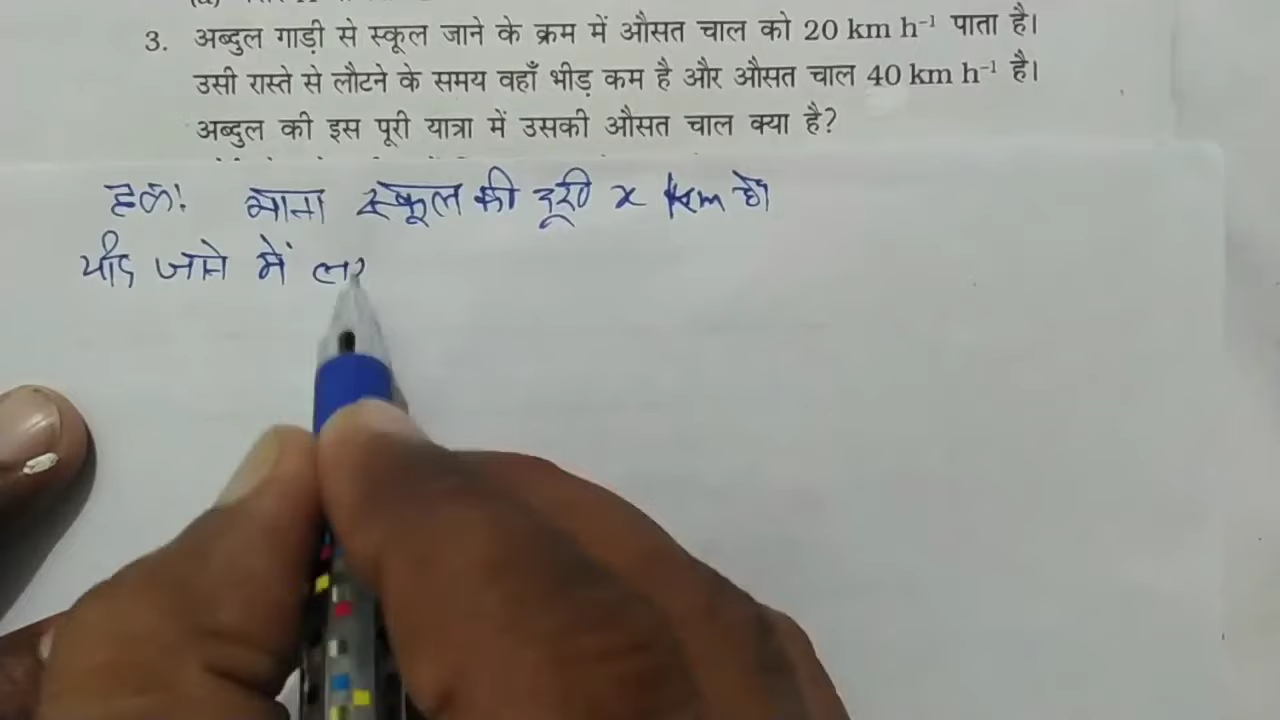 3. अब्दुल गाड़ी से स्कूल जाने के क्रम में औसत चाल को 20 km h⁻¹ पाता है।
उसी रास्ते से लौटने के समय वहाँ भीड़ कम है और औसत चाल 40 km h⁻¹ है।
अब्दुल की इस पूरी यात्रा में उसकी औसत चाल क्या है?
हल: माना स्कूल की दूरी x km है।
यदि जाने में